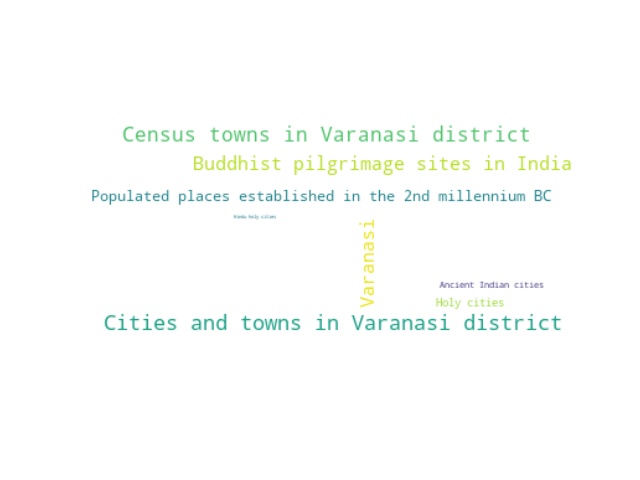 Census towns in Varanasi district
Buddhist pilgrimage sites in India
Populated places established in the 2nd millennium BC
Hindu holy cities
Varanasi
Ancient Indian cities
Holy cities
Cities and towns in Varanasi district